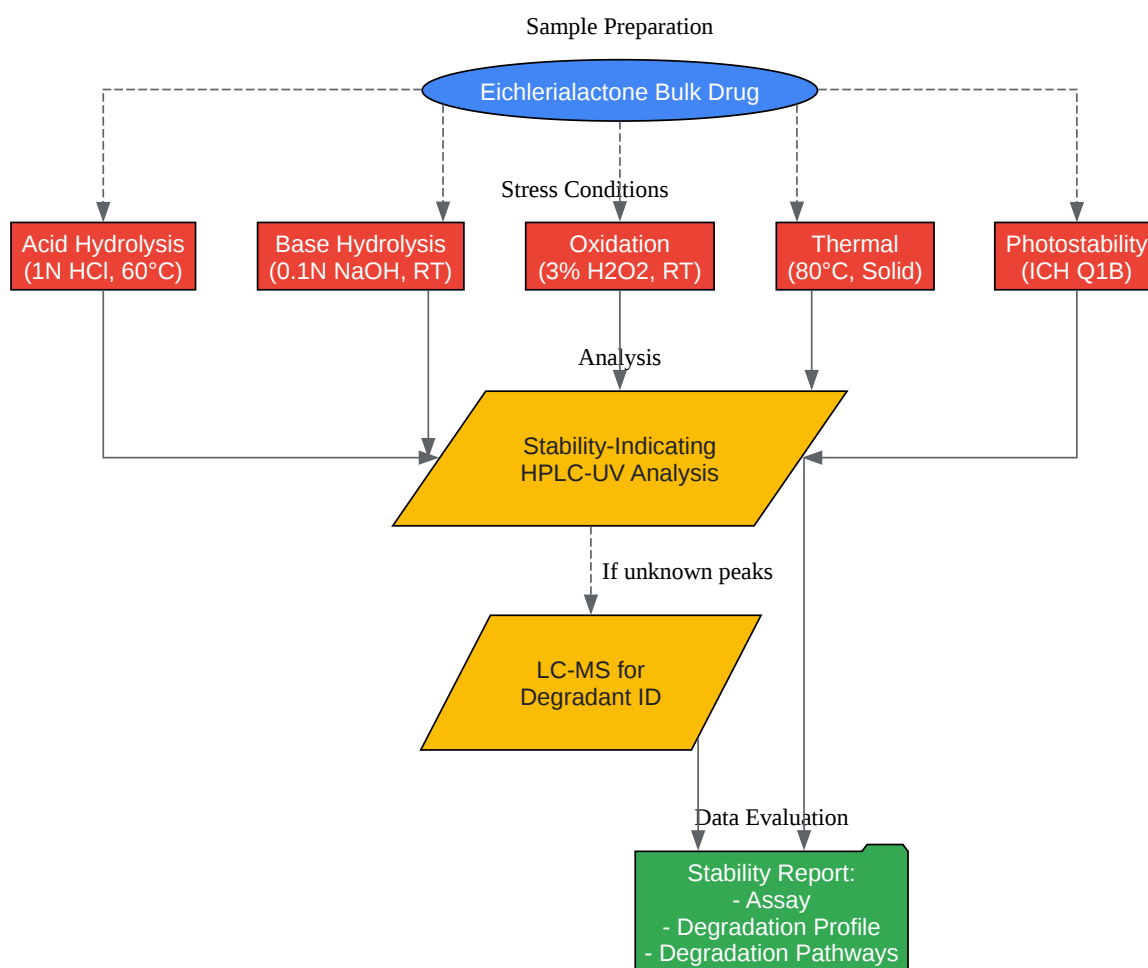 Sample Preparation
Eichlerialactone Bulk Drug
Stress Conditions
Acid Hydrolysis
(1N HCl, 60°C)
Base Hydrolysis
(0.1N NaOH, RT)
Oxidation
(3% H2O2, RT)
Thermal
(80°C, Solid)
Photostability
(ICH Q1B)
Analysis
Stability-Indicating
HPLC-UV Analysis
If unknown peaks
LC-MS for
Degradant ID
Data Evaluation
Stability Report:
- Assay
- Degradation Profile
- Degradation Pathways